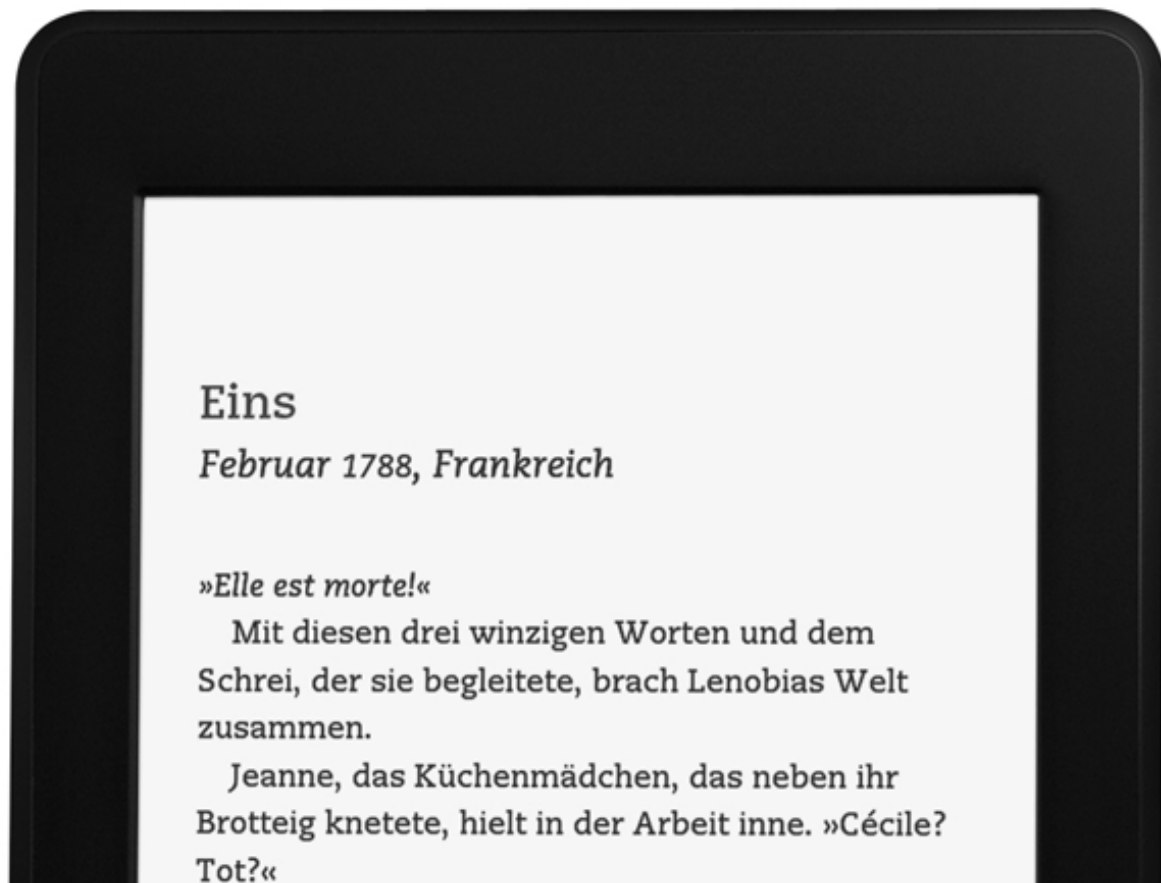 Eins
Februar 1788, Frankreich
»Elle est morte!«
Mit diesen drei winzigen Worten und dem
Schrei, der sie begleitete, brach Lenobias Welt
zusammen.
Jeanne, das Küchenmädchen, das neben ihr
Brotteig knetete, hielt in der Arbeit inne. »Cécile?
Tot?«